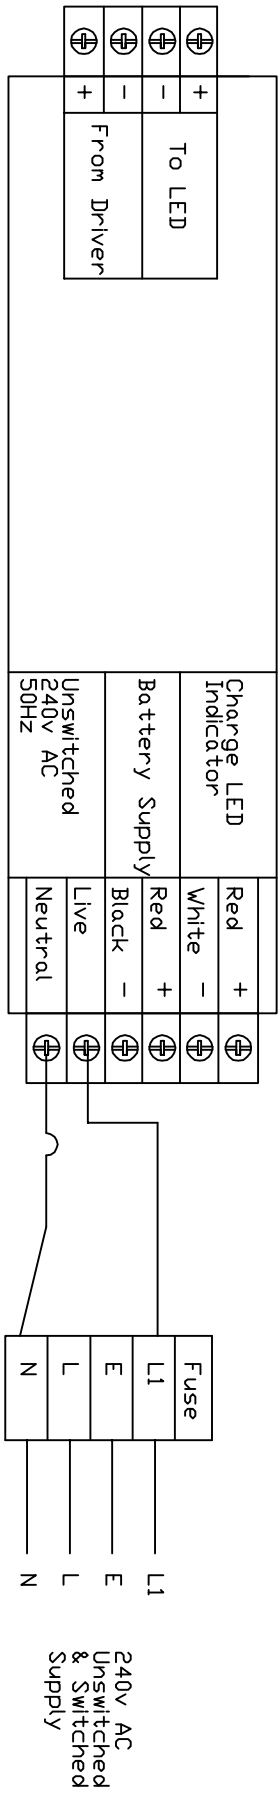 +
-
-
+
From Driver
To LED
Charge LED
Indicator
Battery Supply
Unswitched
240v AC
50Hz
Red +
White -
Red +
Black -
Live
Neutral
Fuse
L1
E
L
N
L1
E
L
N
240v AC
Unswitched
& Switched
Supply